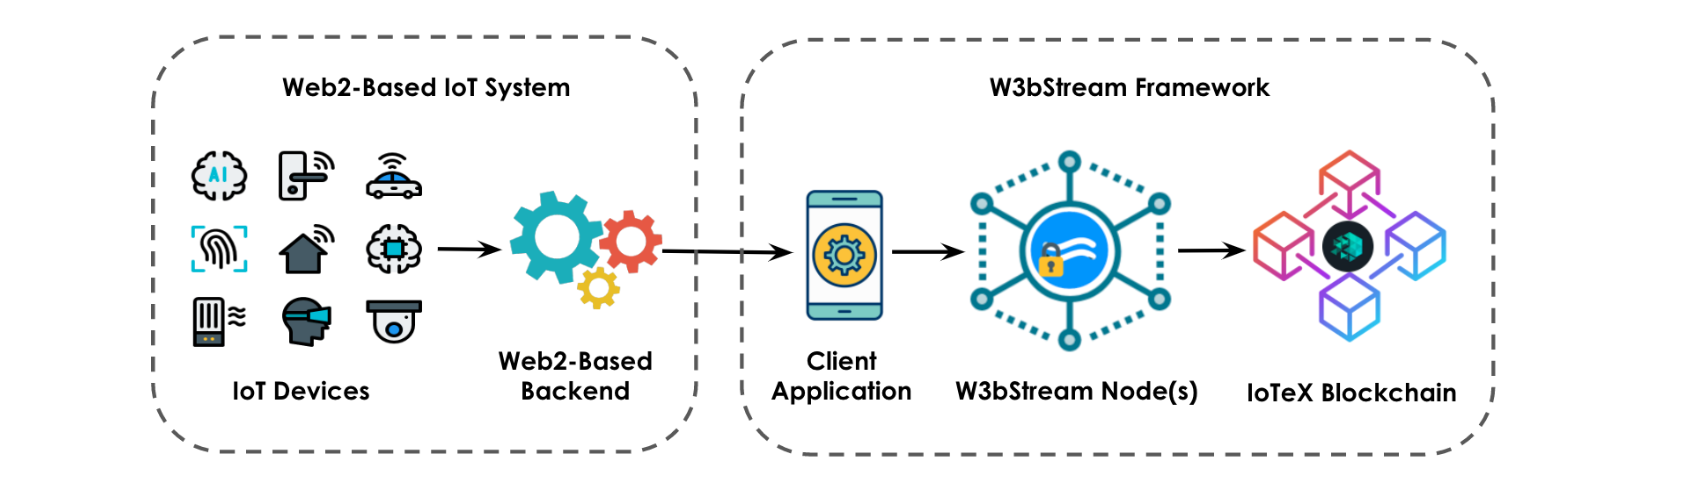 Web2-Based IoT System
W3bStream Framework
AI
IoT Devices
Web2-Based
Backend
Client
Application
W3bStream Node(s)
IoTeX Blockchain